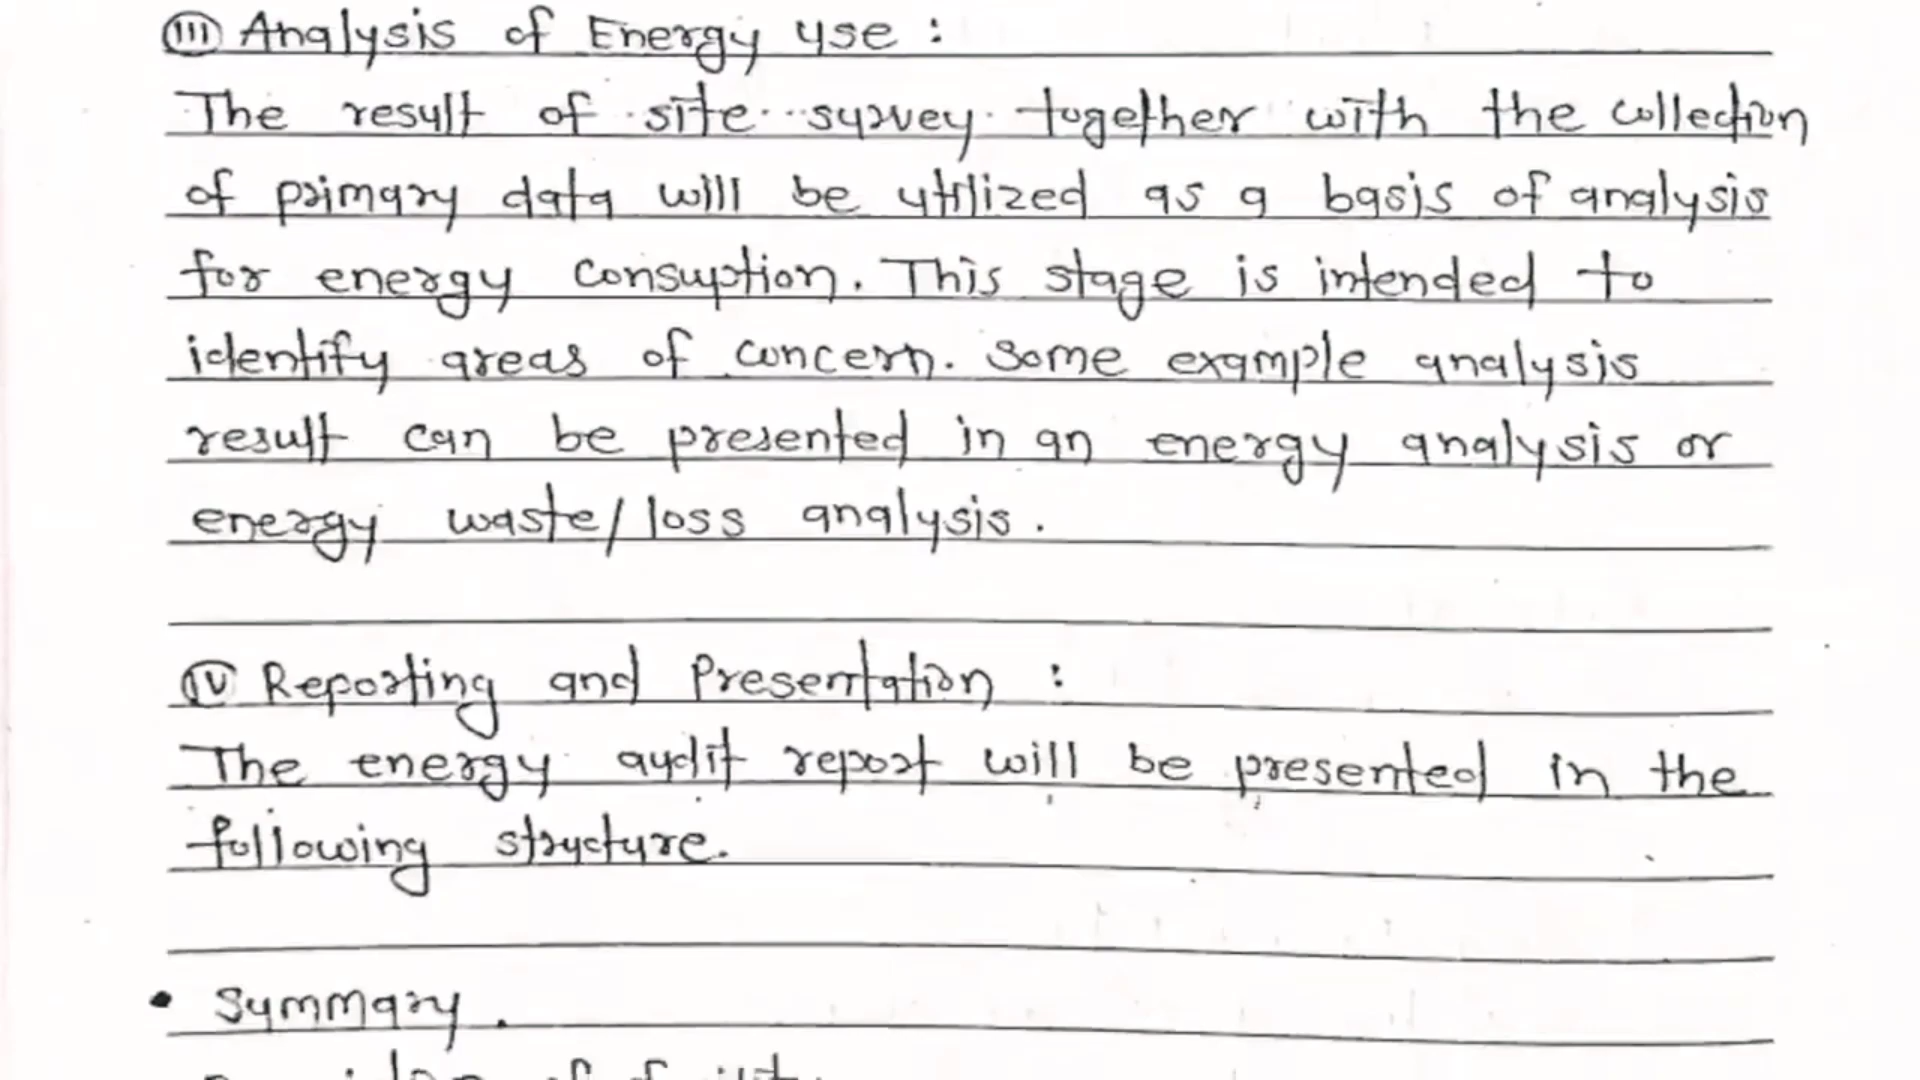 (III) Analysis of Energy use :
The result of site survey together with the collection
of primary data will be utilized as a basis of analysis
for energy consuption. This stage is intended to
identify areas of concern. Some example analysis
result can be presented in an energy analysis or
energy waste/loss analysis.
(IV) Reporting and Presentation :
The energy audit report will be presented in the
following structure.
• Summary.